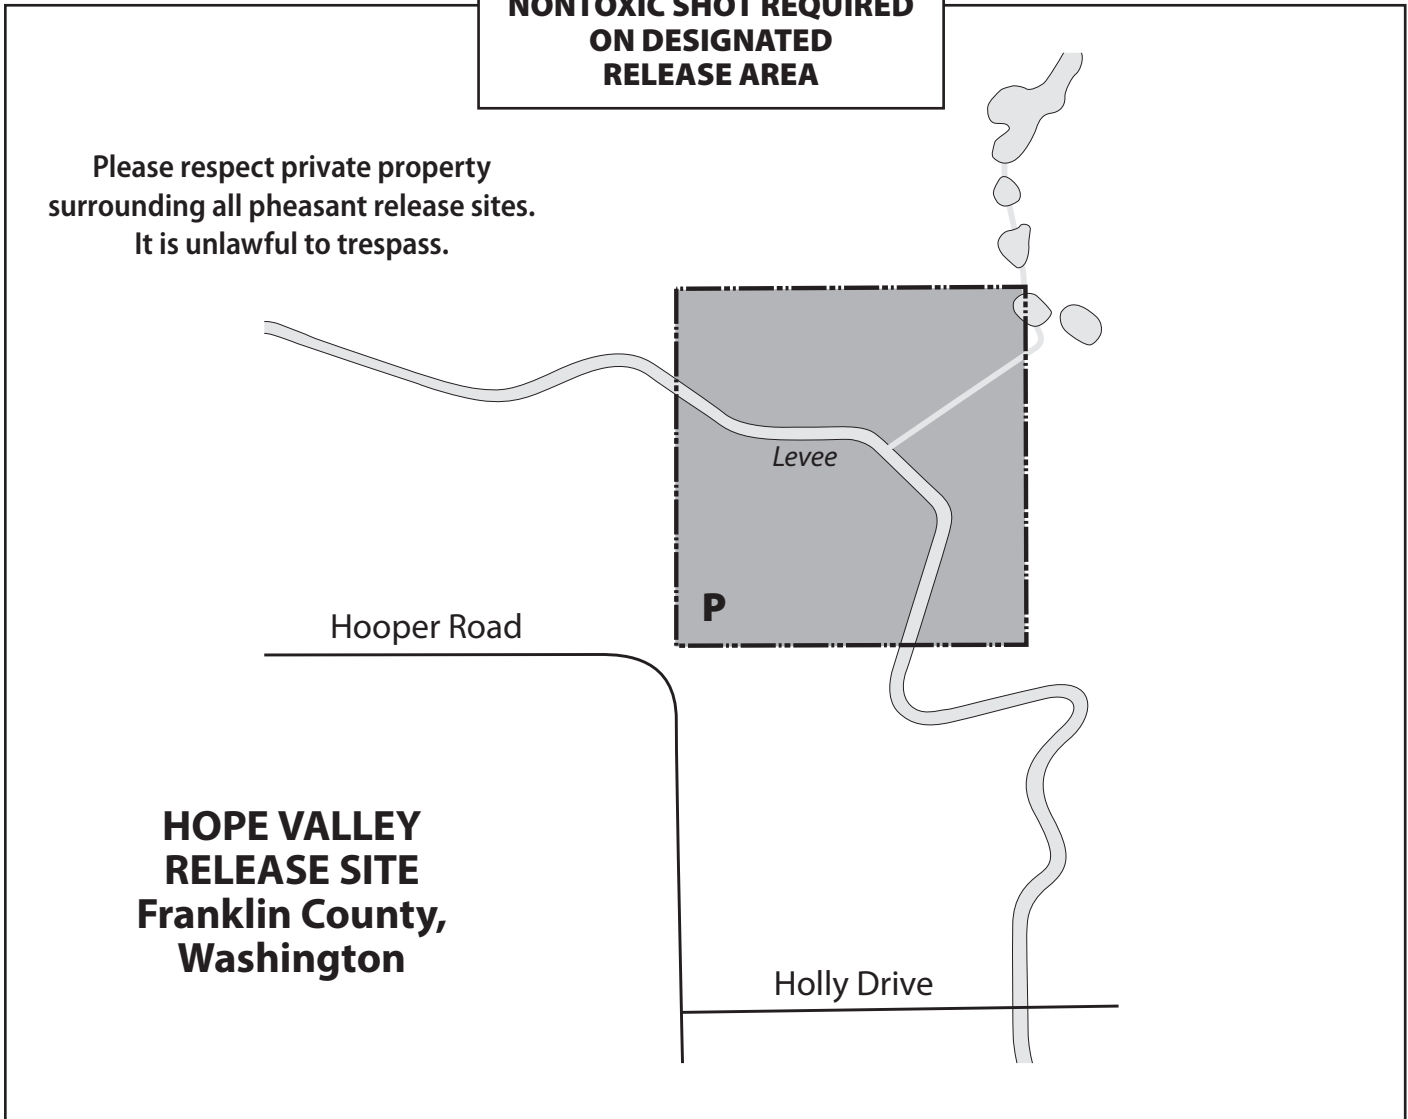 NONTOXIC SHOT REQUIRED
ON DESIGNATED
RELEASE AREA
Please respect private property
surrounding all pheasant release sites.
It is unlawful to trespass.
Levee
P
Hooper Road
HOPE VALLEY
RELEASE SITE
Franklin County,
Washington
Holly Drive